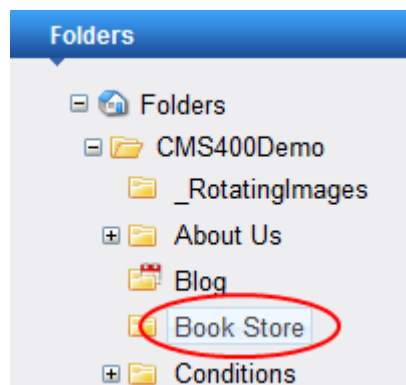 Folders
Folders
CMS400Demo
_RotatingImages
About Us
Blog
Book Store
Conditions